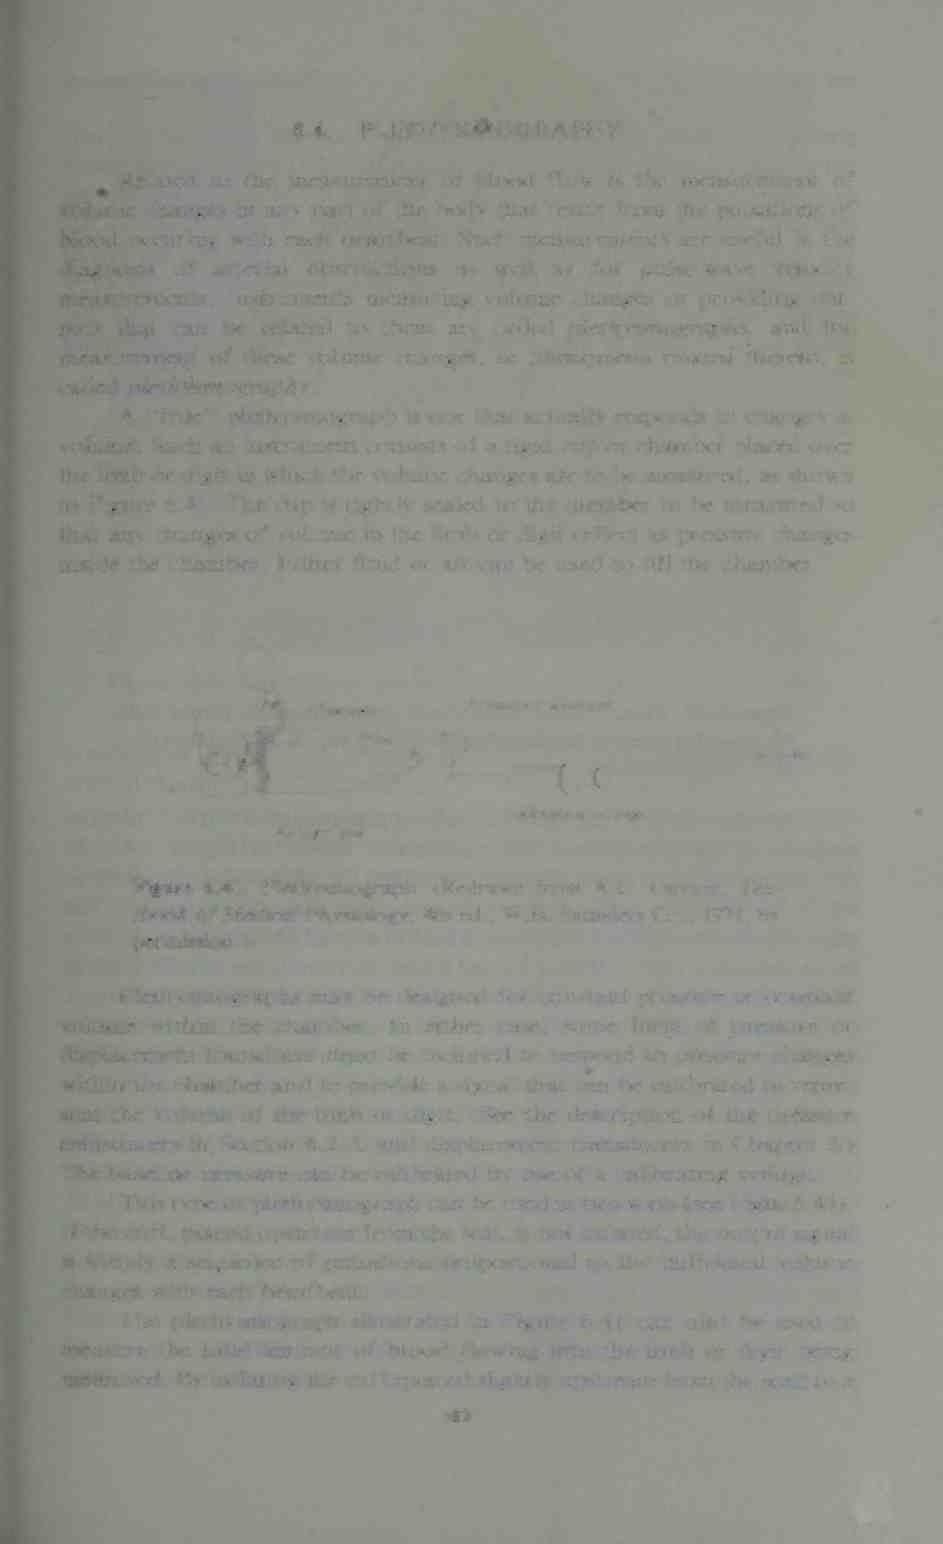 6.4. PLETHYSMOGRAPHY
Related to the measurement of blood flow is the measurement of
volume changes in any part of the body that result from the pulsations of
blood occurring with each heartbeat. Such measurements are useful in the
diagnosis of arterial obstructions as well as for pulse-wave velocity
measurements. Instruments measuring volume changes or providing out-
puts that can be related to them are called plethysmographs, and the
measurement of these volume changes, or phenomena related thereto, is
called plethysmography.
A "true" plethysmograph is one that actually responds to changes in
volume. Such an instrument consists of a rigid cup or chamber placed over
the limb or digit in which the volume changes are to be measured, as shown
in Figure 6.4 . The cup is tightly sealed to the member to be measured so
that any changes of volume in the limb or digit reflect as pressure changes
inside the chamber. Either fluid or air can be used to fill the chamber.
Figure 6.4 . Plethysmograph. (Redrawn from A.C. Guyton, Text-
book of Medical Physiology, 4th ed., W.B. Saunders Co., 1971, by
permission.)
Plethysmographs may be designed for constant pressure or constant
volume within the chamber. In either case, some form of pressure or
displacement transducer must be included to respond to pressure changes
within the chamber and to provide a signal that can be calibrated to repre-
sent the volume of the limb or digit. (See the description of the pressure
transducers in Section 6.2 and displacement transducers in Chapter 2.)
The baseline pressure can be calibrated by use of a calibrating syringe.
This type of plethysmograph can be used in two ways (see Figure 6.41).
If the cuff, placed upstream from the seal, is not inflated, the output signal
is simply a sequence of pulsations proportional to the individual volume
changes with each heartbeat.
The plethysmograph illustrated in Figure 6.41 can also be used to
measure the total amount of blood flowing into the limb or digit being
measured. By inflating the cuff (placed slightly upstream from the seal) to a